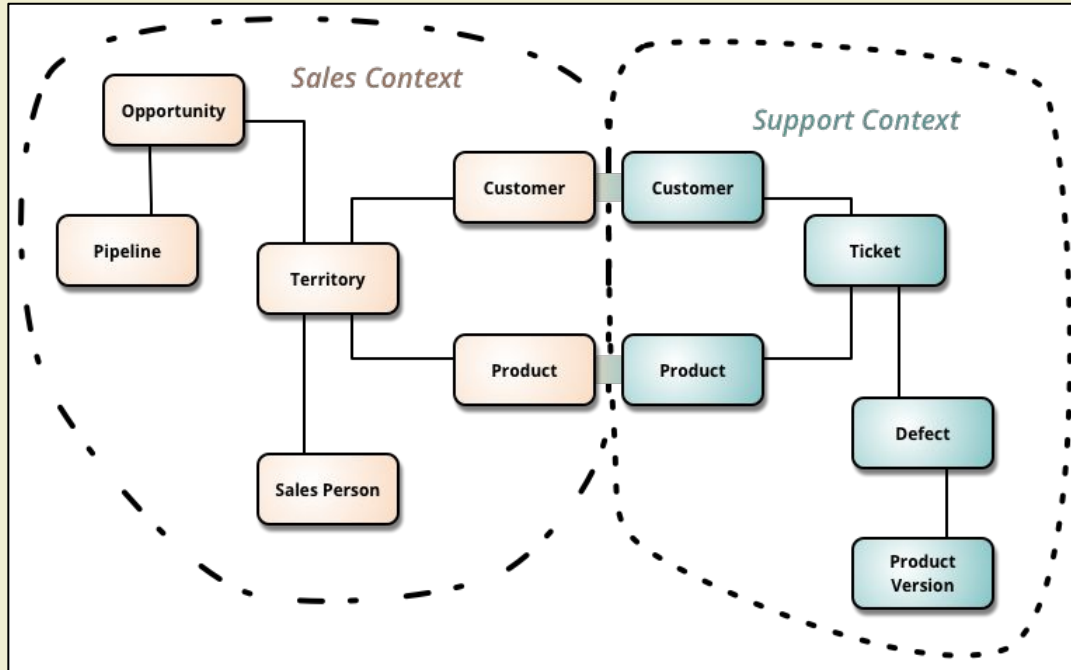 Sales Context
Opportunity
Support Context
Customer
Customer
Pipeline
Territory
Ticket
Product
Product
Defect
Sales Person
Product
Version